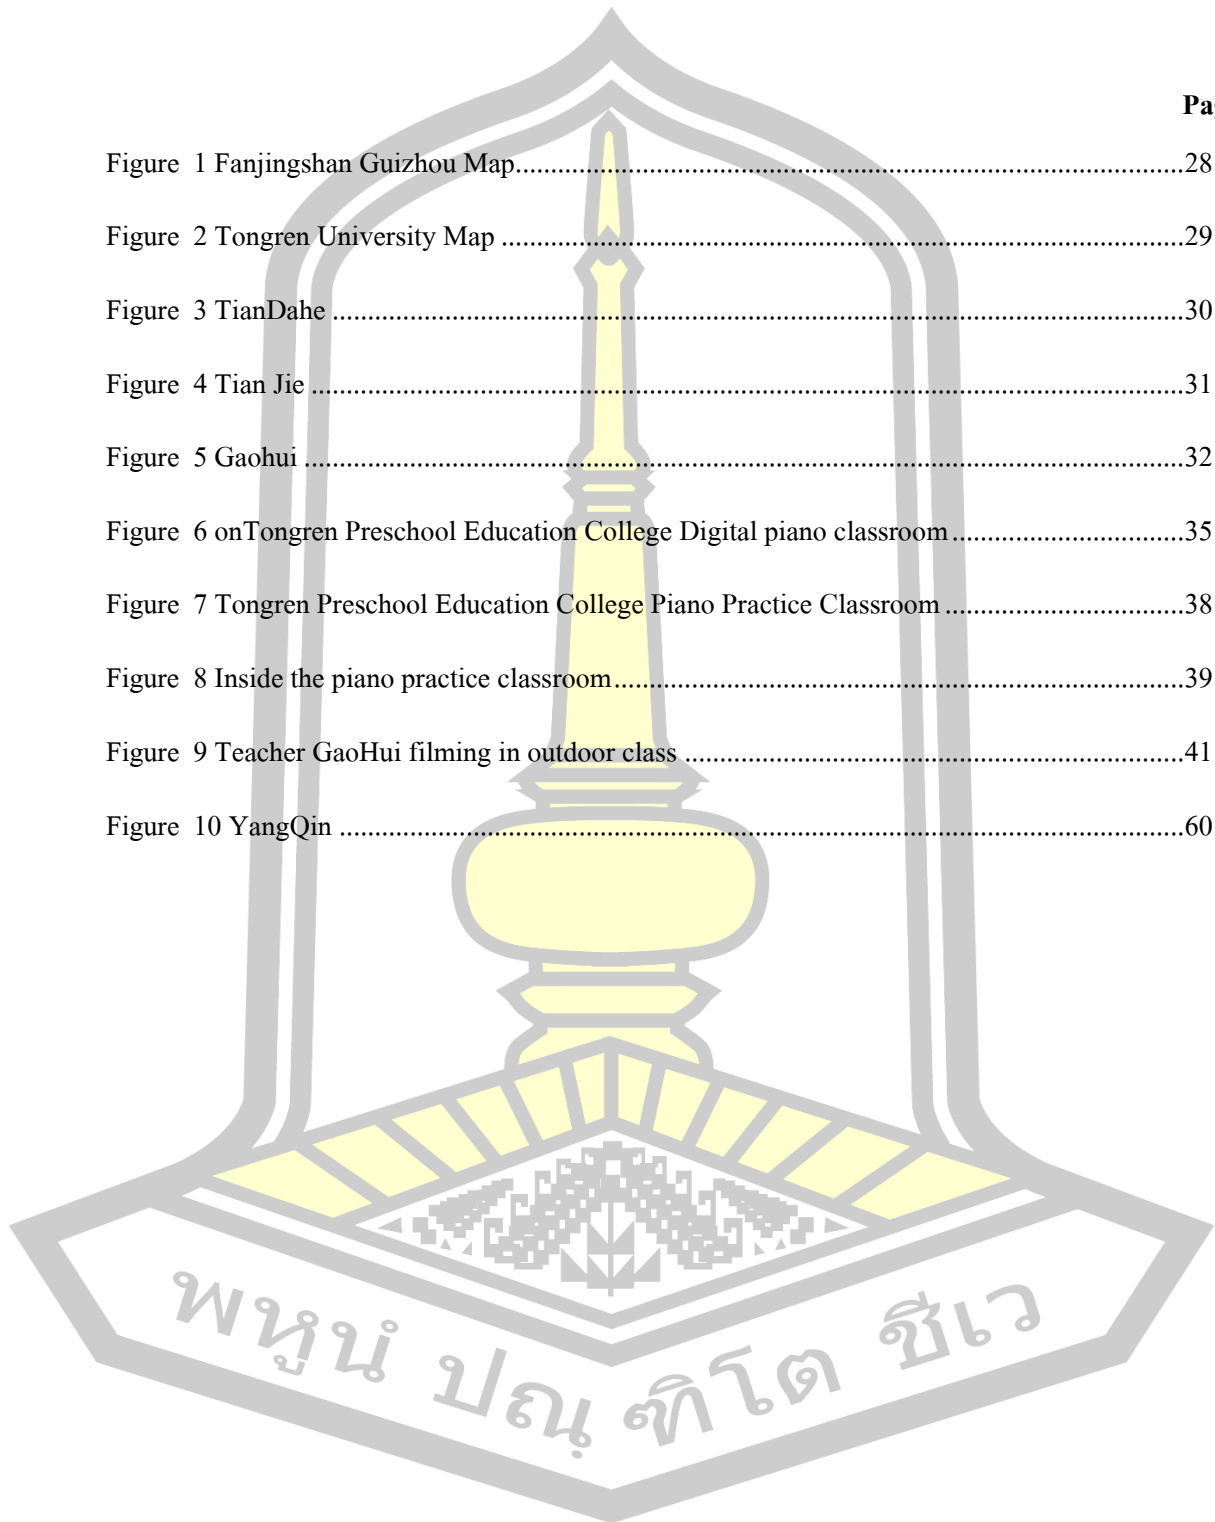 Pag
Figure 1 Fanjingshan Guizhou Map...............28
Figure 2 Tongren University Map ...............29
Figure 3 TianDahe ...............30
Figure 4 Tian Jie ...............31
Figure 5 Gaohui ...............32
Figure 6 onTongren Preschool Education College Digital piano classroom...............35
Figure 7 Tongren Preschool Education College Piano Practice Classroom ...............38
Figure 8 Inside the piano practice classroom...............39
Figure 9 Teacher GaoHui filming in outdoor class ...............41
Figure 10 YangQin ...............60
พหูนํ ปณฺ ฑิโต ชีเว